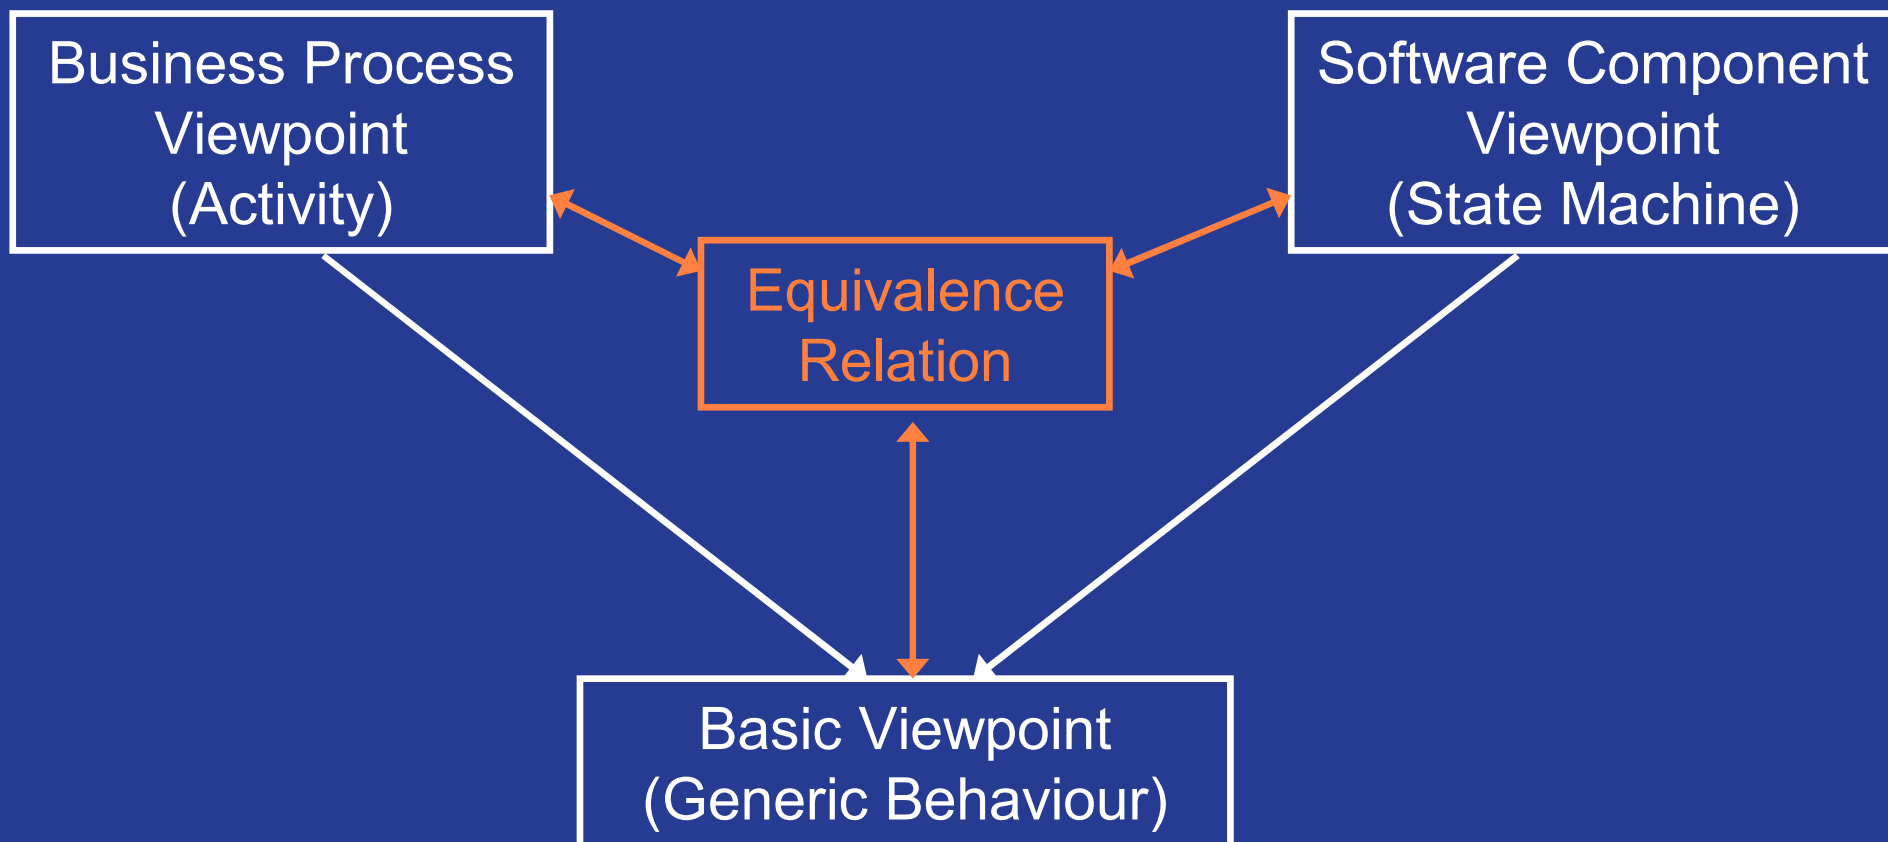 Business Process
Viewpoint
(Activity)
Software Component
Viewpoint
(State Machine)
Equivalence
Relation
Basic Viewpoint
(Generic Behaviour)